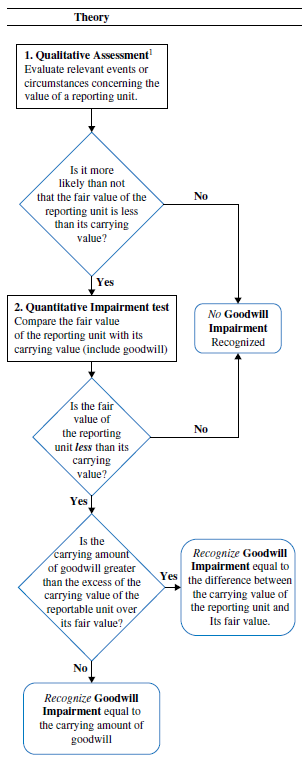 Theory
1. Qualitative Assessment1
Evaluate relevant events or
circumstances concerning the
value of a reporting unit.
Is it more
likely than not
that the fair value of the
reporting unit is less
than its carrying
value?
No
Yes
2. Quantitative Impairment test
Compare the fair value
of the reporting unit with its
carrying value (include goodwill)
No Goodwill
Impairment
Recognized
Is the fair
value of
the reporting
unit less than its
carrying
value?
No
Yes
Is the
carrying amount
of goodwill greater
than the excess of the
carrying value of the
reportable unit over
its fair value?
Yes
Recognize Goodwill
Impairment equal to
the difference between
the carrying value of
the reporting unit and
Its fair value.
No
Recognize Goodwill
Impairment equal to
the carrying amount of
goodwill